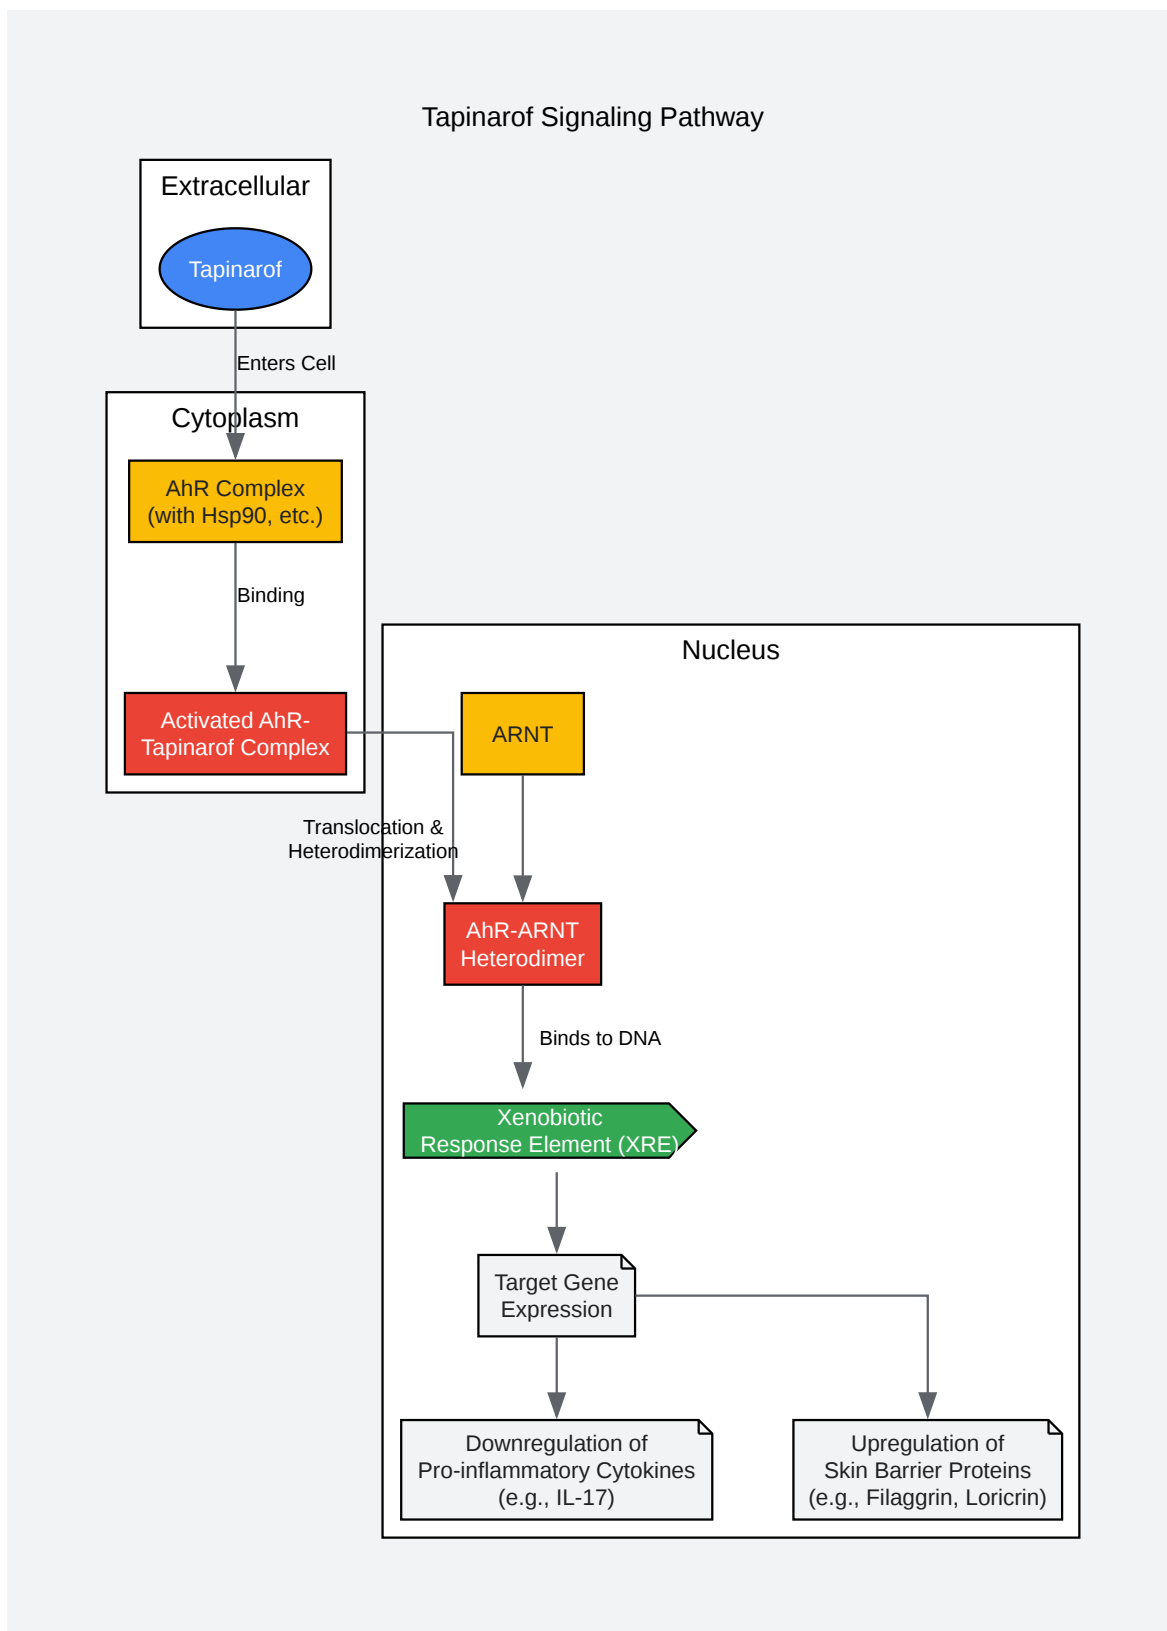 Tapinarof Signaling Pathway
Extracellular
Tapinarof
Enters Cell
Cytoplasm
AhR Complex
(with Hsp90, etc.)
Binding
Activated AhR-
Tapinarof Complex
Nucleus
ARNT
Translocation &
Heterodimerization
AhR-ARNT
Heterodimer
Binds to DNA
Xenobiotic
Response Element (XRE)
Target Gene
Expression
Downregulation of
Pro-inflammatory Cytokines
(e.g., IL-17)
Upregulation of
Skin Barrier Proteins
(e.g., Filaggrin, Loricrin)